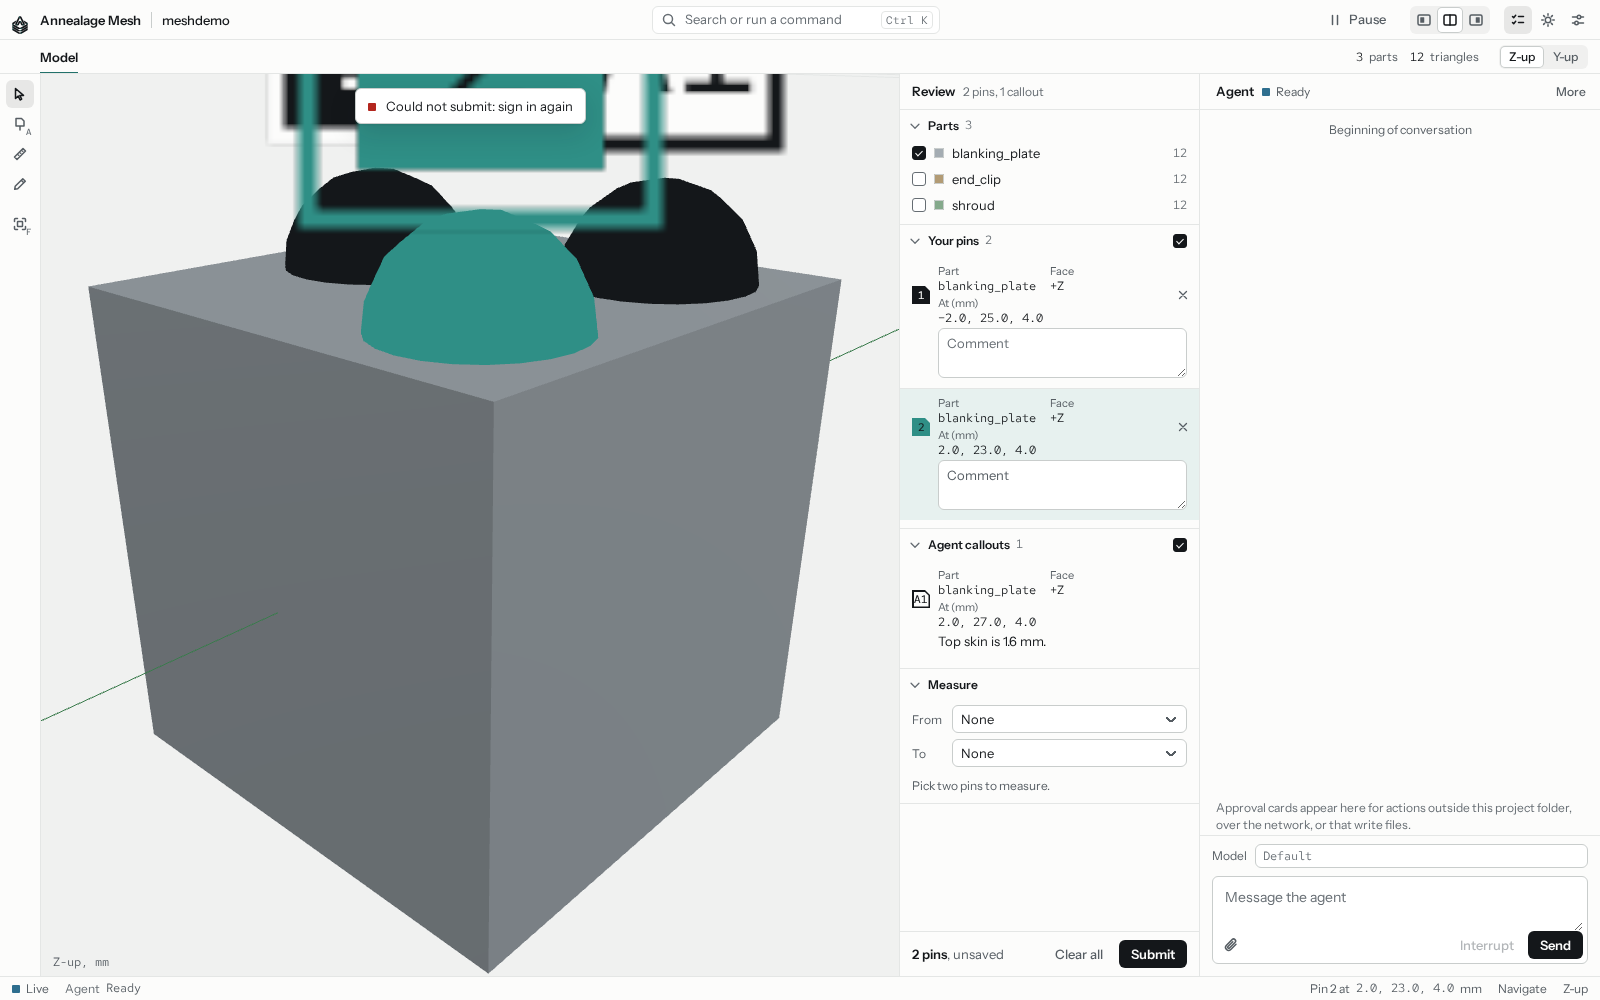 Annealage Mesh
meshdemo
Search or run a command
Ctrl K
Pause
Model
3 parts 12 triangles
Z-up
Y-up
Could not submit: sign in again
A
F
Z-up, mm
Review 2 pins, 1 callout
Parts 3
blanking_plate 12
end_clip 12
shroud 12
Your pins 2
Part Face
1 blanking_plate +Z
At (mm)
−2.0, 25.0, 4.0
Comment
Part Face
2 blanking_plate +Z
At (mm)
2.0, 23.0, 4.0
Comment
Agent callouts 1
Part Face
A1 blanking_plate +Z
At (mm)
2.0, 27.0, 4.0
Top skin is 1.6 mm.
Measure
From None
To None
Pick two pins to measure.
2 pins, unsaved
Clear all
Submit
Agent Ready
More
Beginning of conversation
Approval cards appear here for actions outside this project folder,
over the network, or that write files.
Model Default
Message the agent
Interrupt
Send
Live
Agent Ready
Pin 2 at 2.0, 23.0, 4.0 mm
Navigate
Z-up